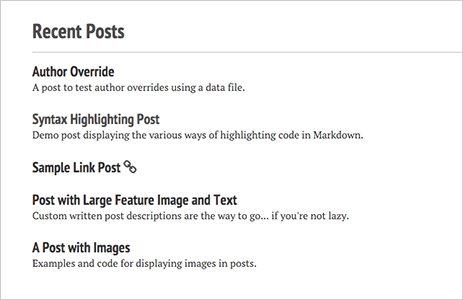 Recent Posts
Author Override
A post to test author overrides using a data file.
Syntax Highlighting Post
Demo post displaying the various ways of highlighting code in Markdown.
Sample Link Post
Post with Large Feature Image and Text
Custom written post descriptions are the way to go... if you're not lazy.
A Post with Images
Examples and code for displaying images in posts.